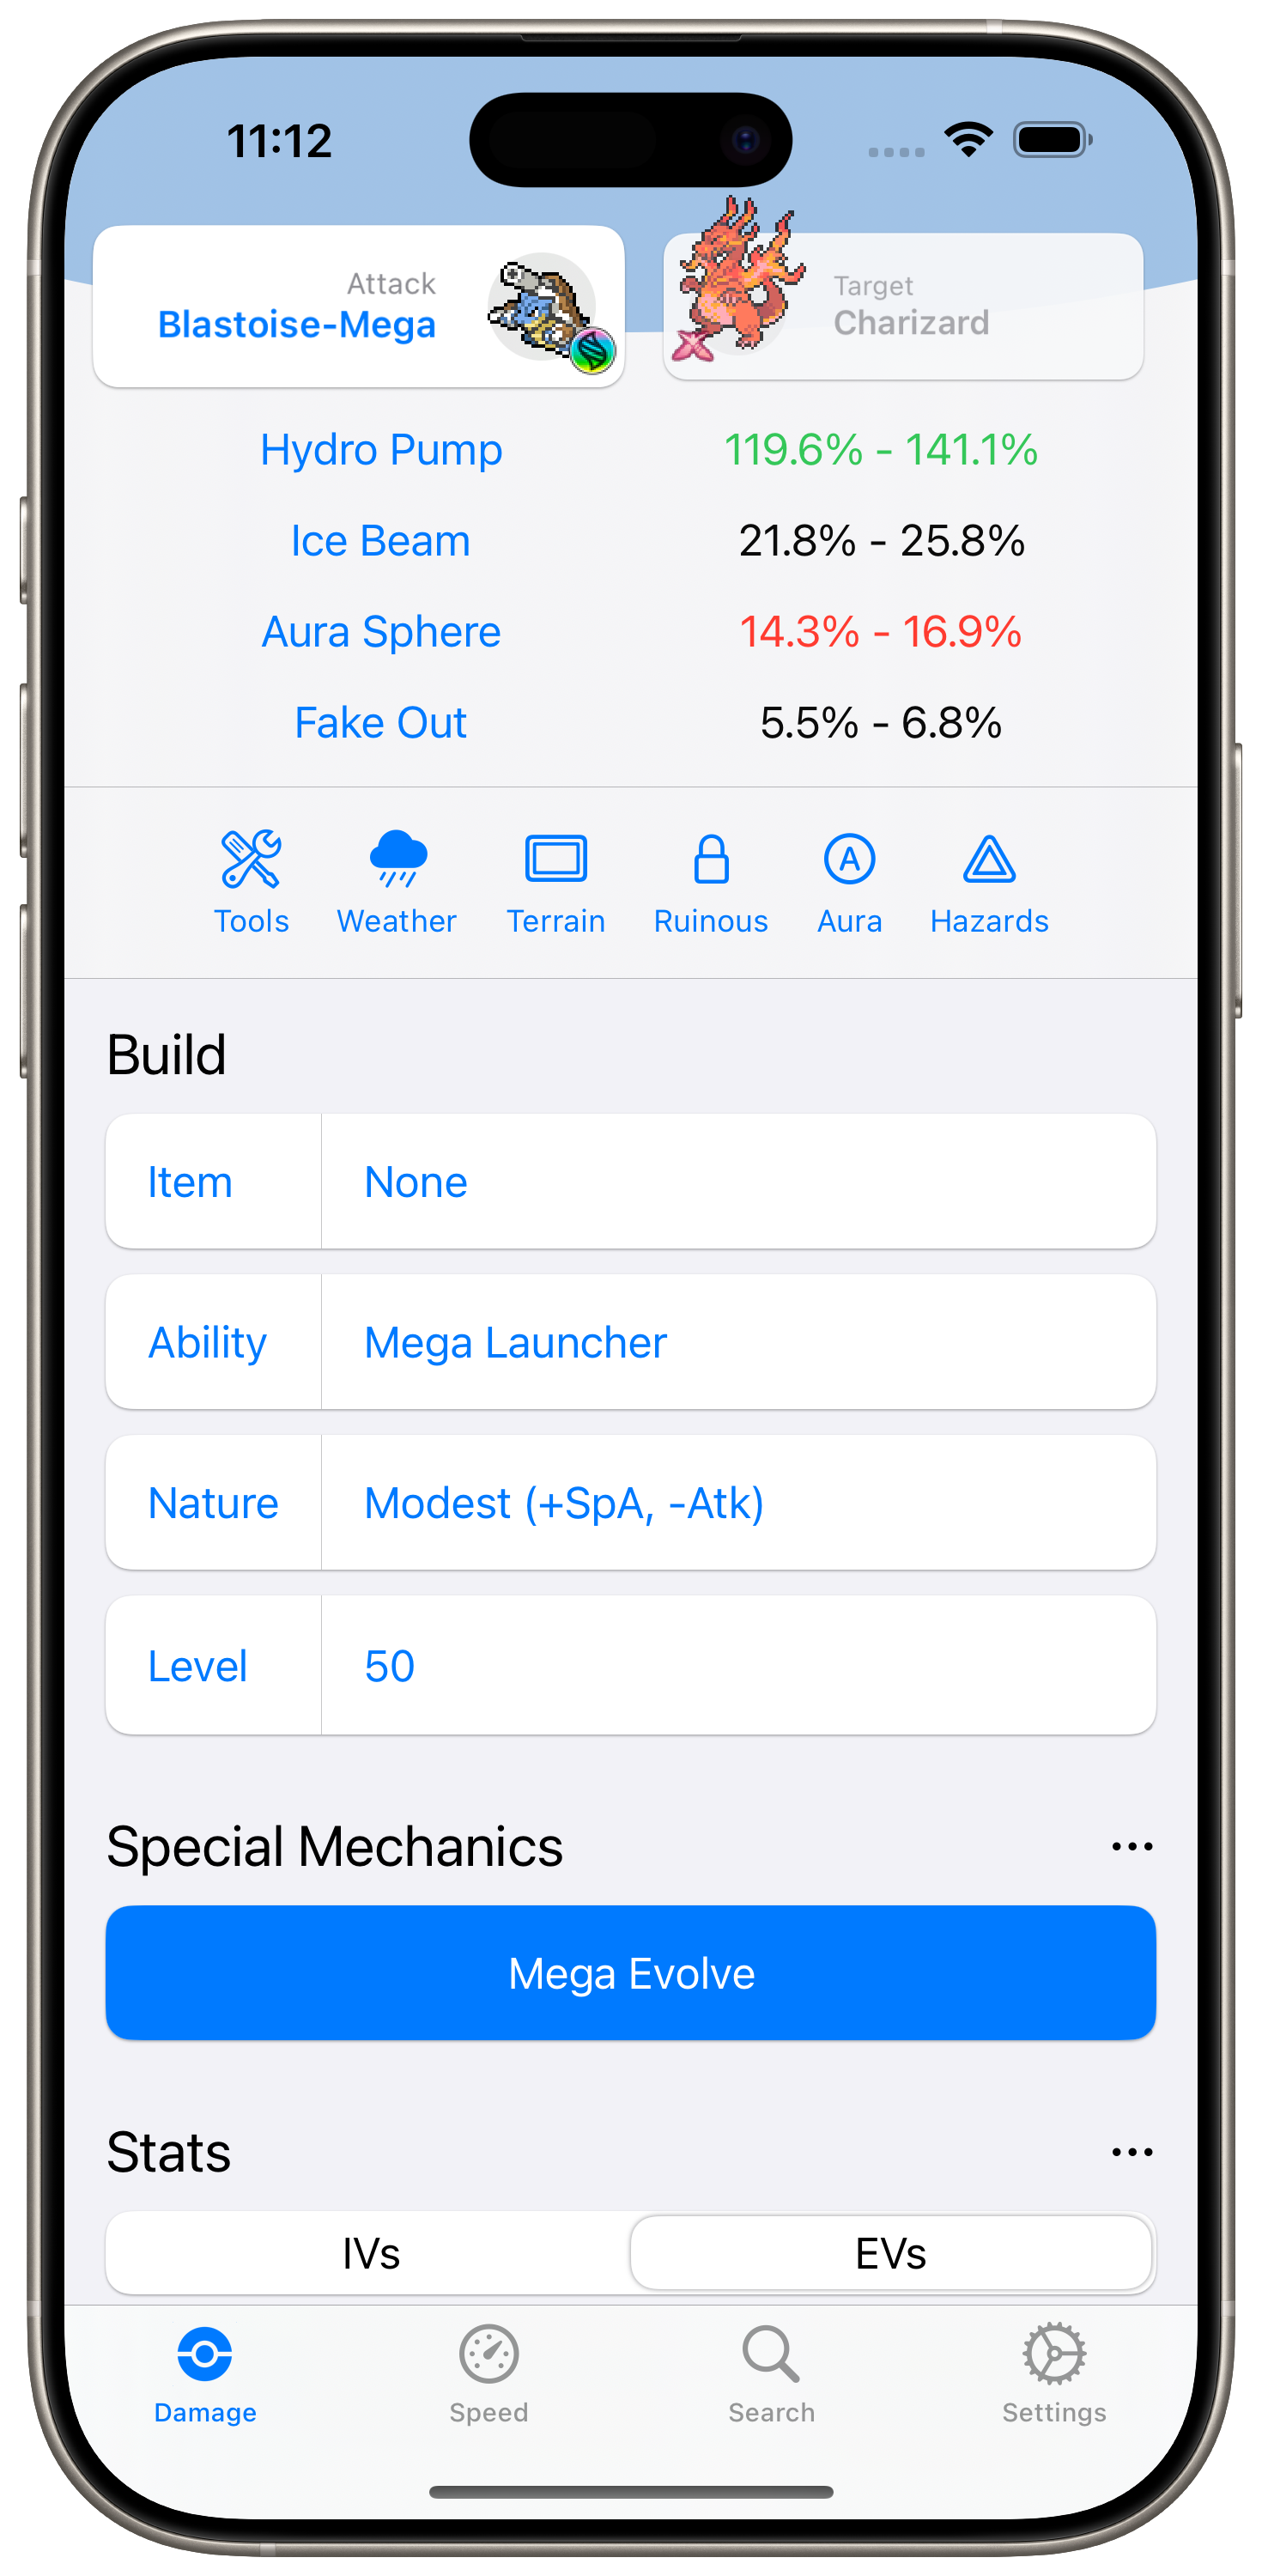 11:12
Attack
Blastoise-Mega
Target
Charizard
Hydro Pump 119.6% - 141.1%
Ice Beam 21.8% - 25.8%
Aura Sphere 14.3% - 16.9%
Fake Out 5.5% - 6.8%
Tools Weather Terrain Ruinous A Aura Hazards
Build
Item None
Ability Mega Launcher
Nature Modest (+SpA, -Atk)
Level 50
Special Mechanics
Mega Evolve
Stats
IVs EVs
Damage Speed Search Settings